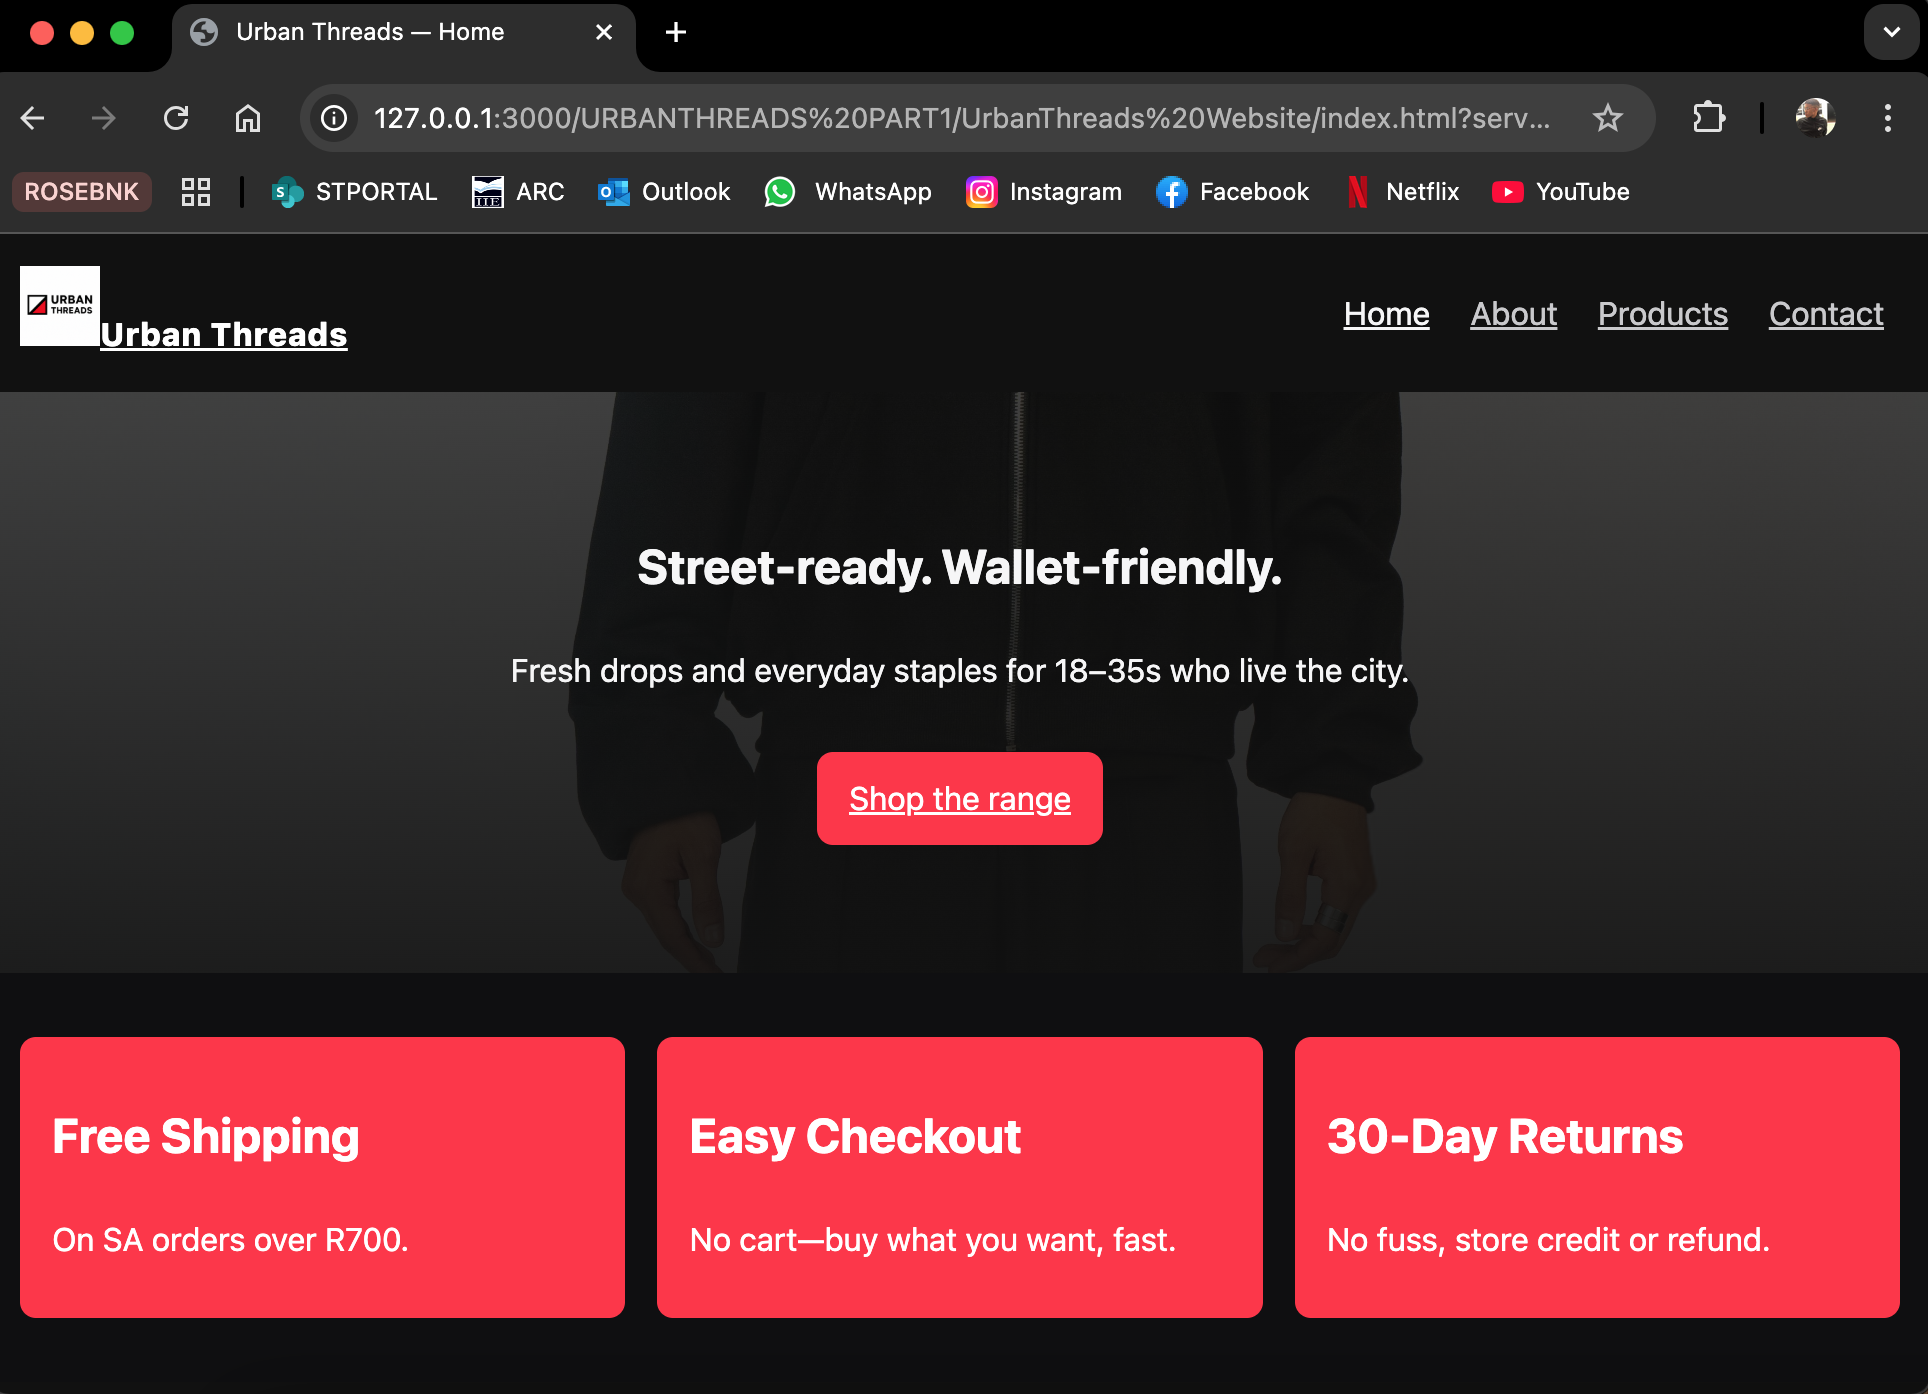 Urban Threads — Home
127.0.0.1:3000/URBANTHREADS%20PART1/UrbanThreads%20Website/index.html?serv...
ROSEBNK
S STPORTAL
IIE ARC
Outlook
WhatsApp
Instagram
Facebook
Netflix
YouTube
URBAN
THREADS
Urban Threads
Home About Products Contact
Street-ready. Wallet-friendly.
Fresh drops and everyday staples for 18–35s who live the city.
Shop the range
Free Shipping
On SA orders over R700.
Easy Checkout
No cart—buy what you want, fast.
30-Day Returns
No fuss, store credit or refund.